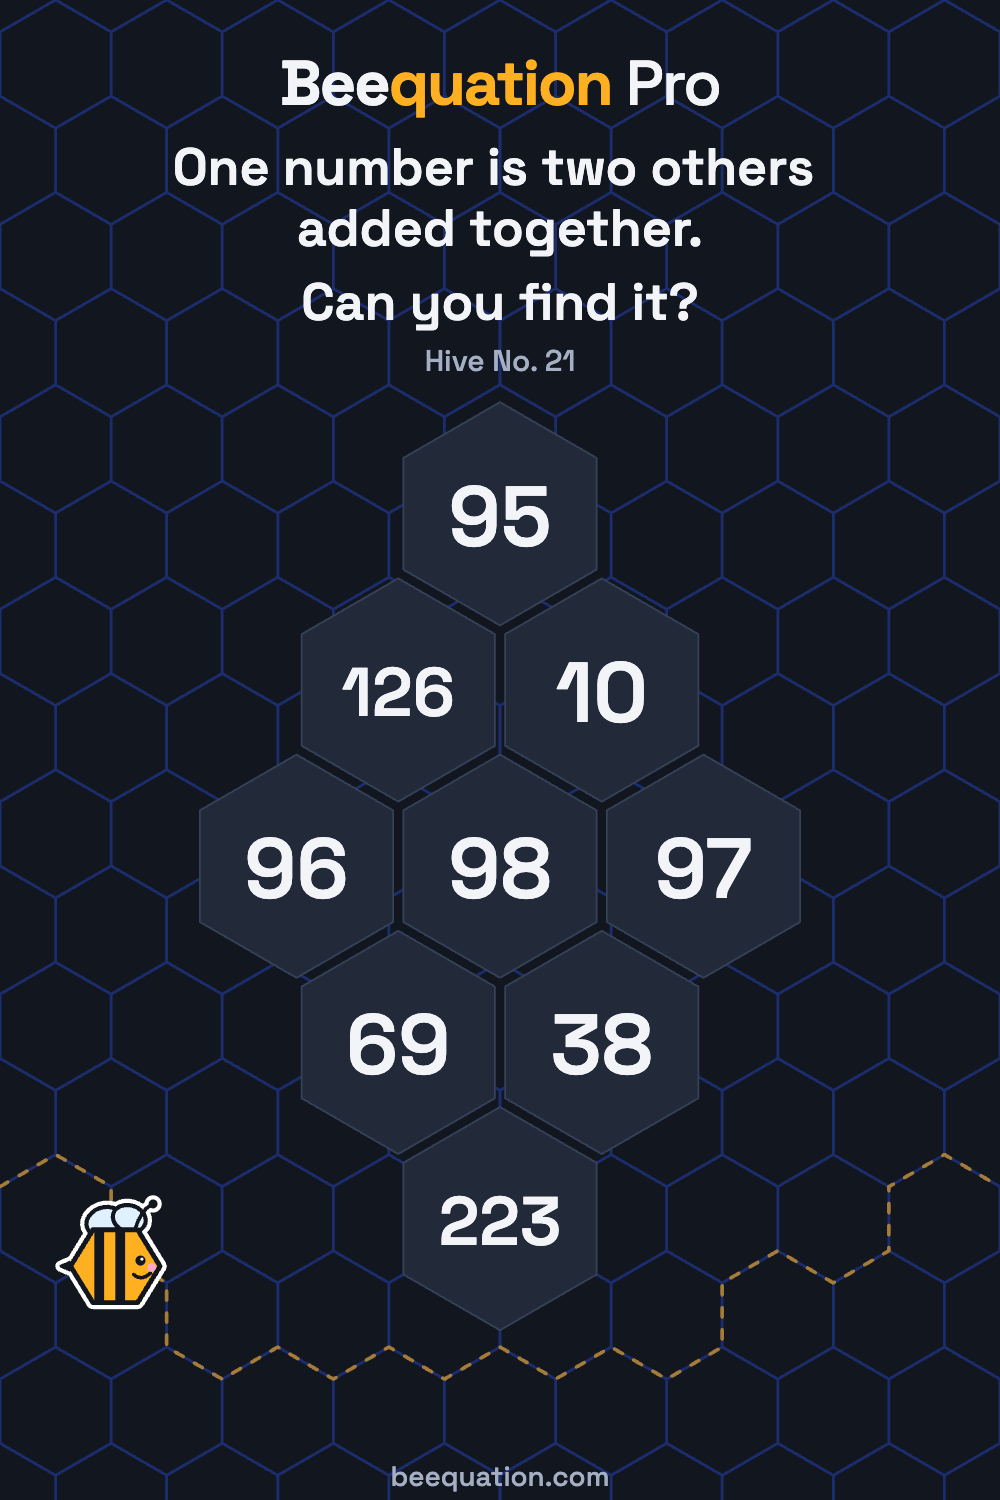 Beequation Pro
One number is two others
added together.
Can you find it?
Hive No. 21
95
126 10
96 98 97
69 38
223
beequation.com